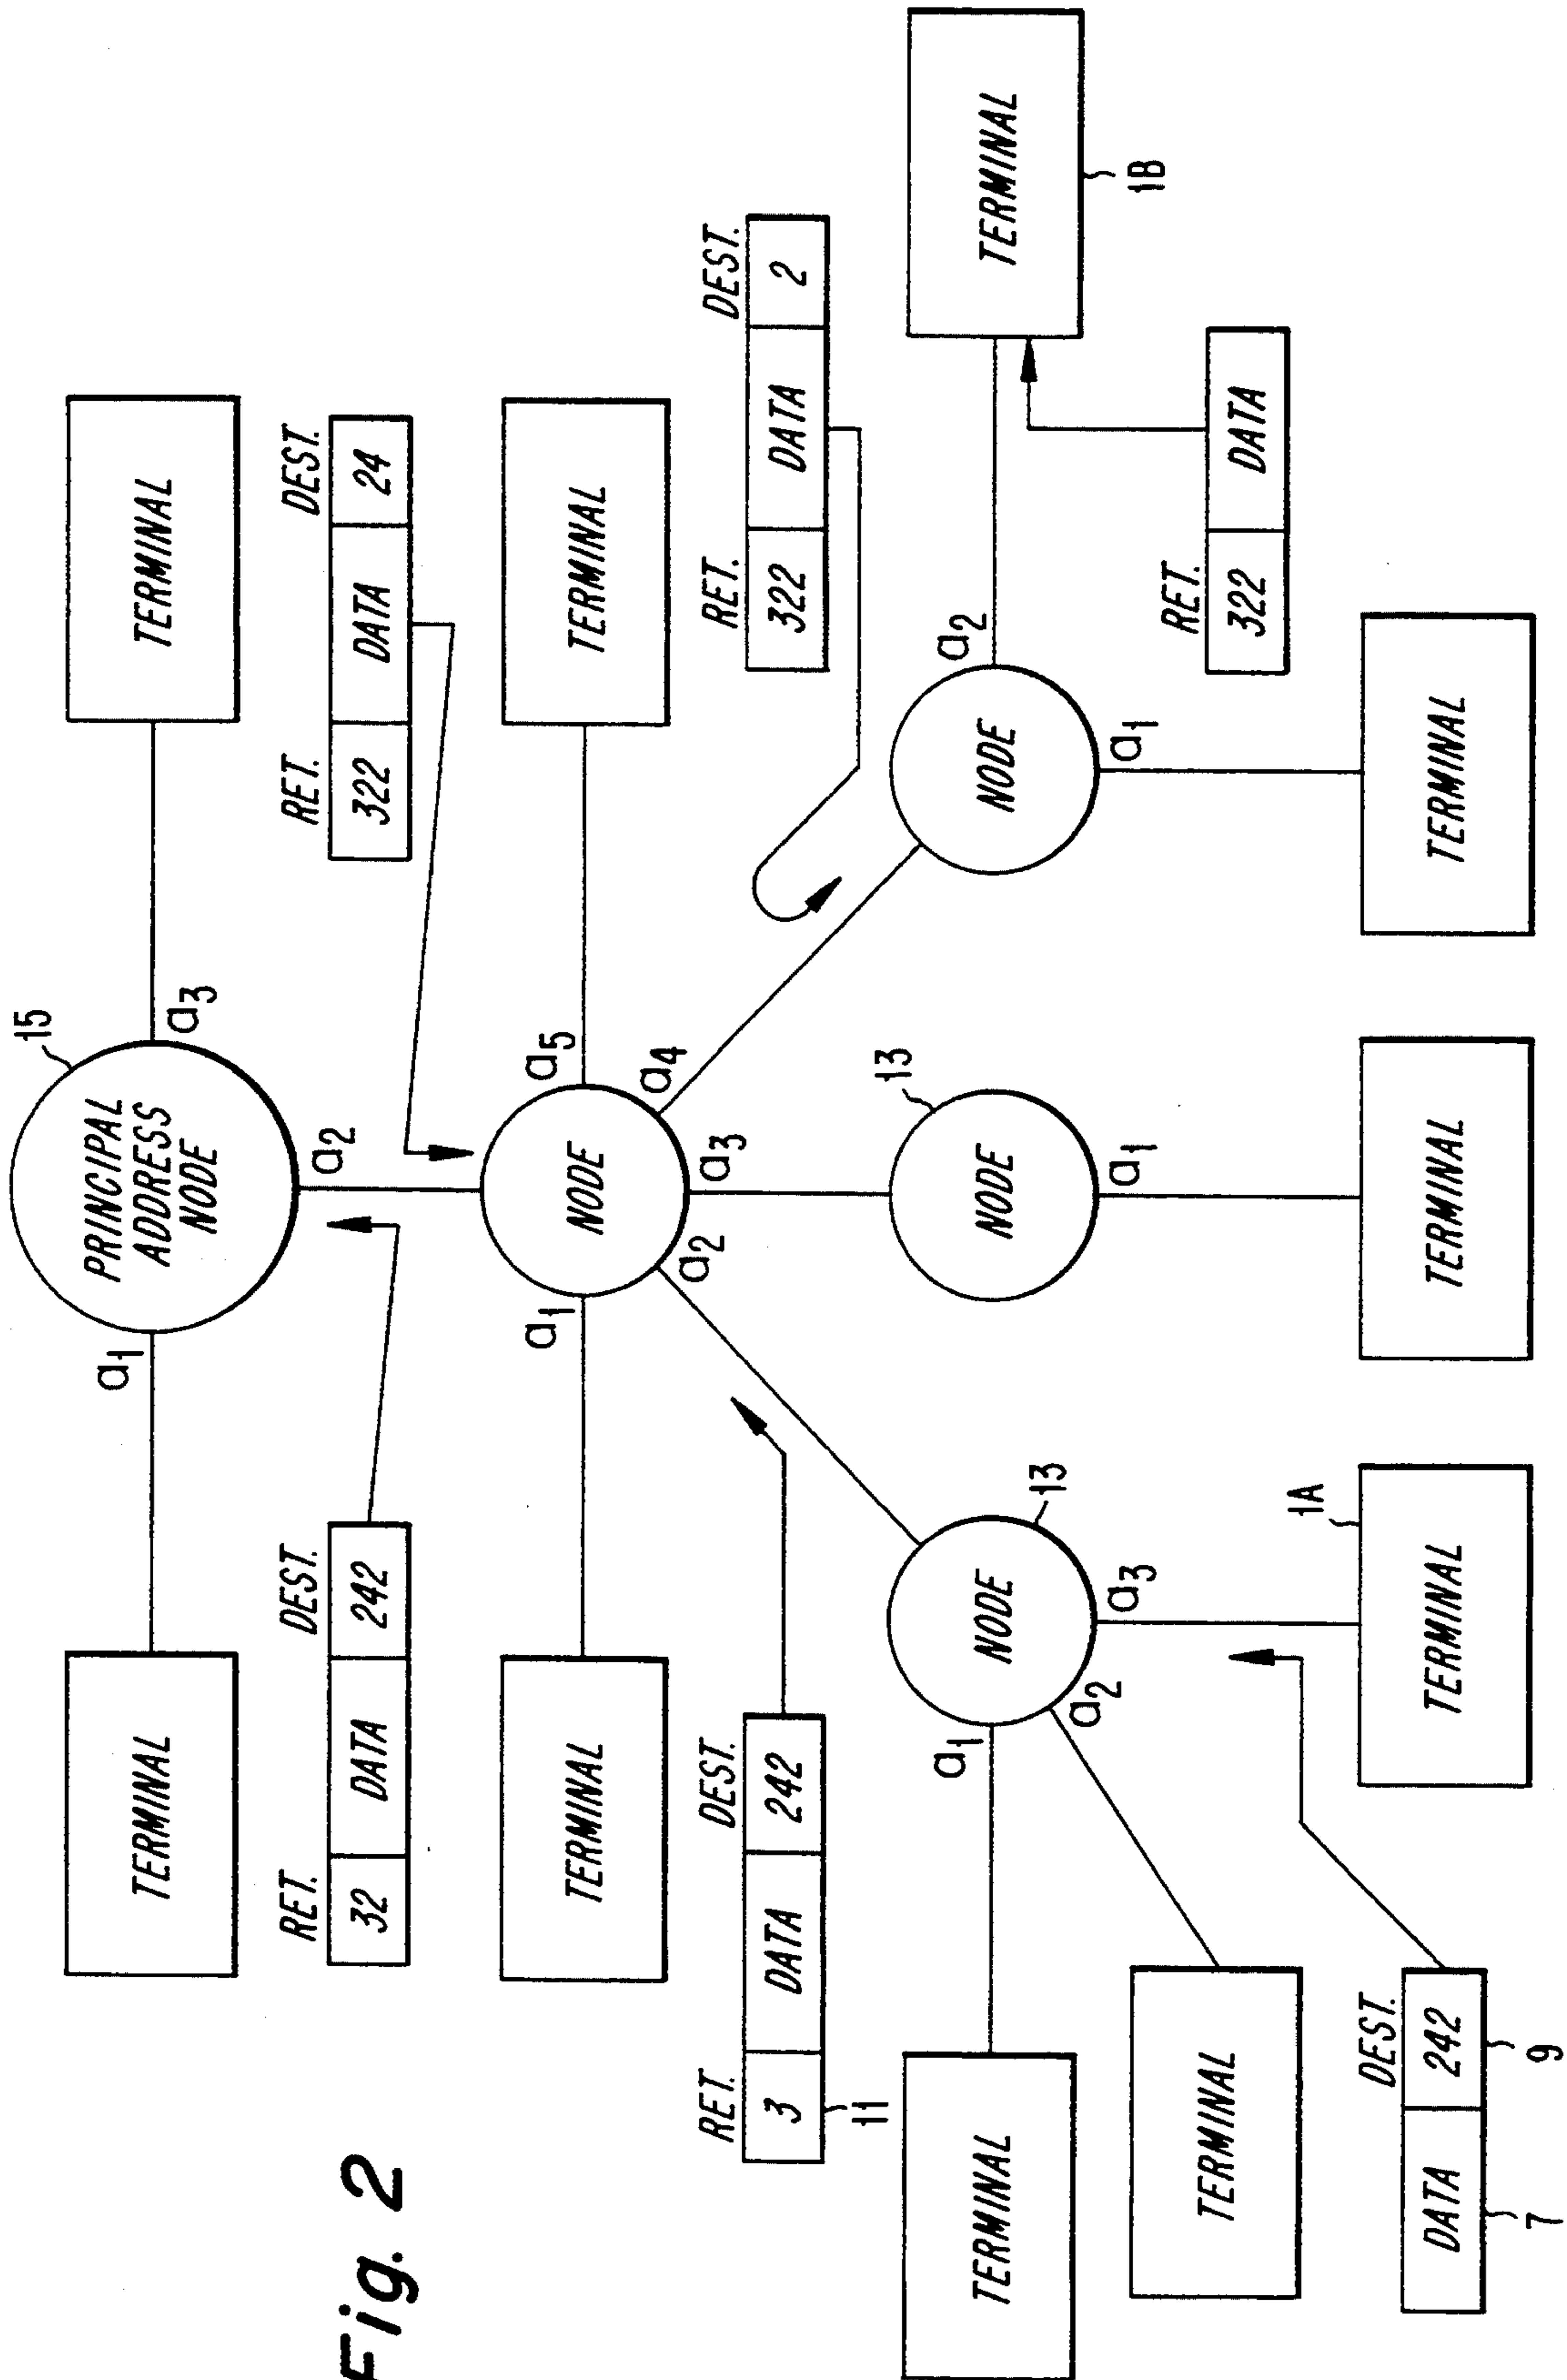 Fig. 2
TERMINAL
a1
PRINCIPAL
ADDRESS
NODE
15
a3
TERMINAL
a2
RET. DEST.
32 DATA 242
RET. DEST.
322 DATA 24
TERMINAL
a1
NODE
a5
TERMINAL
a2
a3
a4
RET. DEST.
3 DATA 242
11
RET. DEST.
322 DATA 2
TERMINAL
a1
NODE
13
a2
a3
NODE
13
a1
NODE
a2
a1
TERMINAL
1B
TERMINAL
RET.
322 DATA
DEST.
DATA 242
7 9
TERMINAL
1A
TERMINAL
TERMINAL